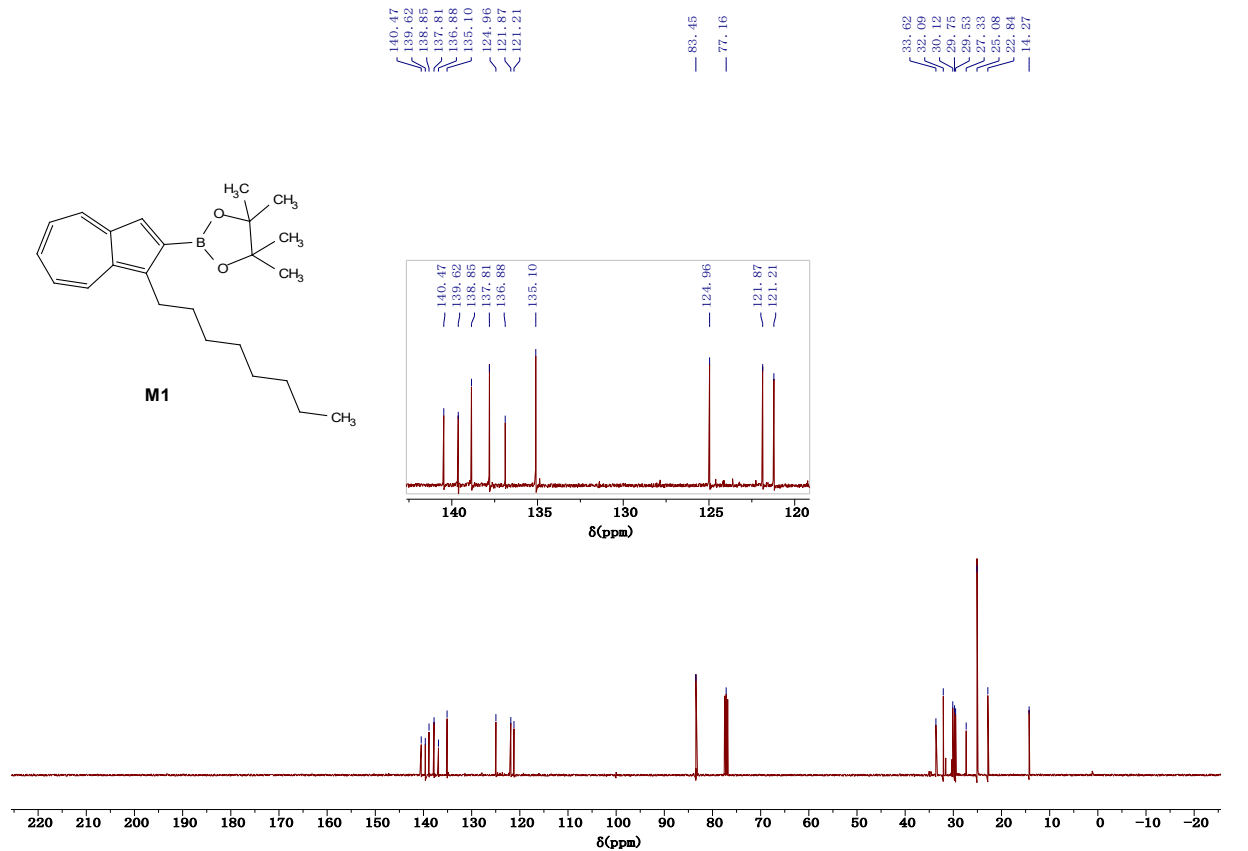 140.47
139.62
138.85
137.81
136.88
135.10
124.96
121.87
121.21
83.45
77.16
33.62
32.09
30.12
29.75
29.53
27.33
25.08
22.84
14.27
H3C
CH3
O
B
CH3
O
CH3
CH3
M1
140.47
139.62
138.85
137.81
136.88
135.10
124.96
121.87
121.21
140 135 130 125 120
δ(ppm)
220 210 200 190 180 170 160 150 140 130 120 110 100 90 80 70 60 50 40 30 20 10 0 -10 -20
δ(ppm)